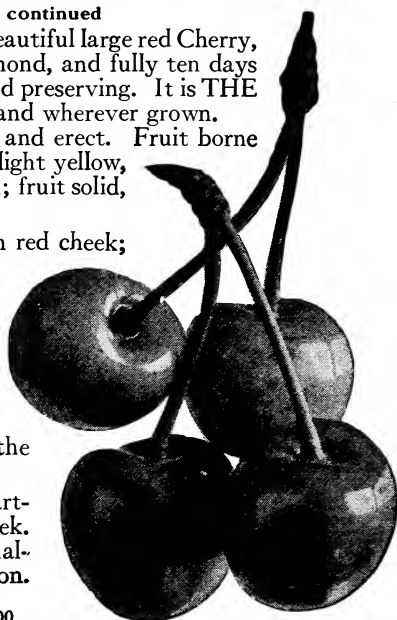 continued
eautiful large red Cherry,
nond, and fully ten days
d preserving. It is THE
and wherever grown.
and erect. Fruit borne
light yellow,
; fruit solid,
n red cheek;
the
art-
ek.
al-
on.
00